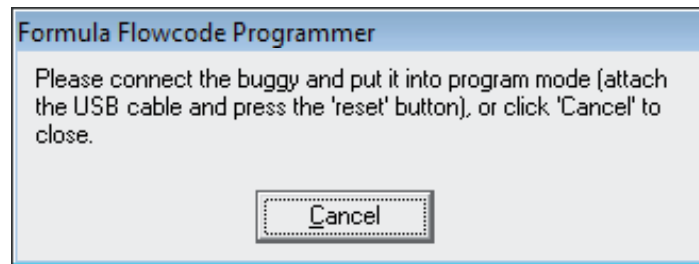 Formula Flowcode Programmer
Please connect the buggy and put it into program mode (attach
the USB cable and press the 'reset' button), or click 'Cancel' to
close.
Cancel